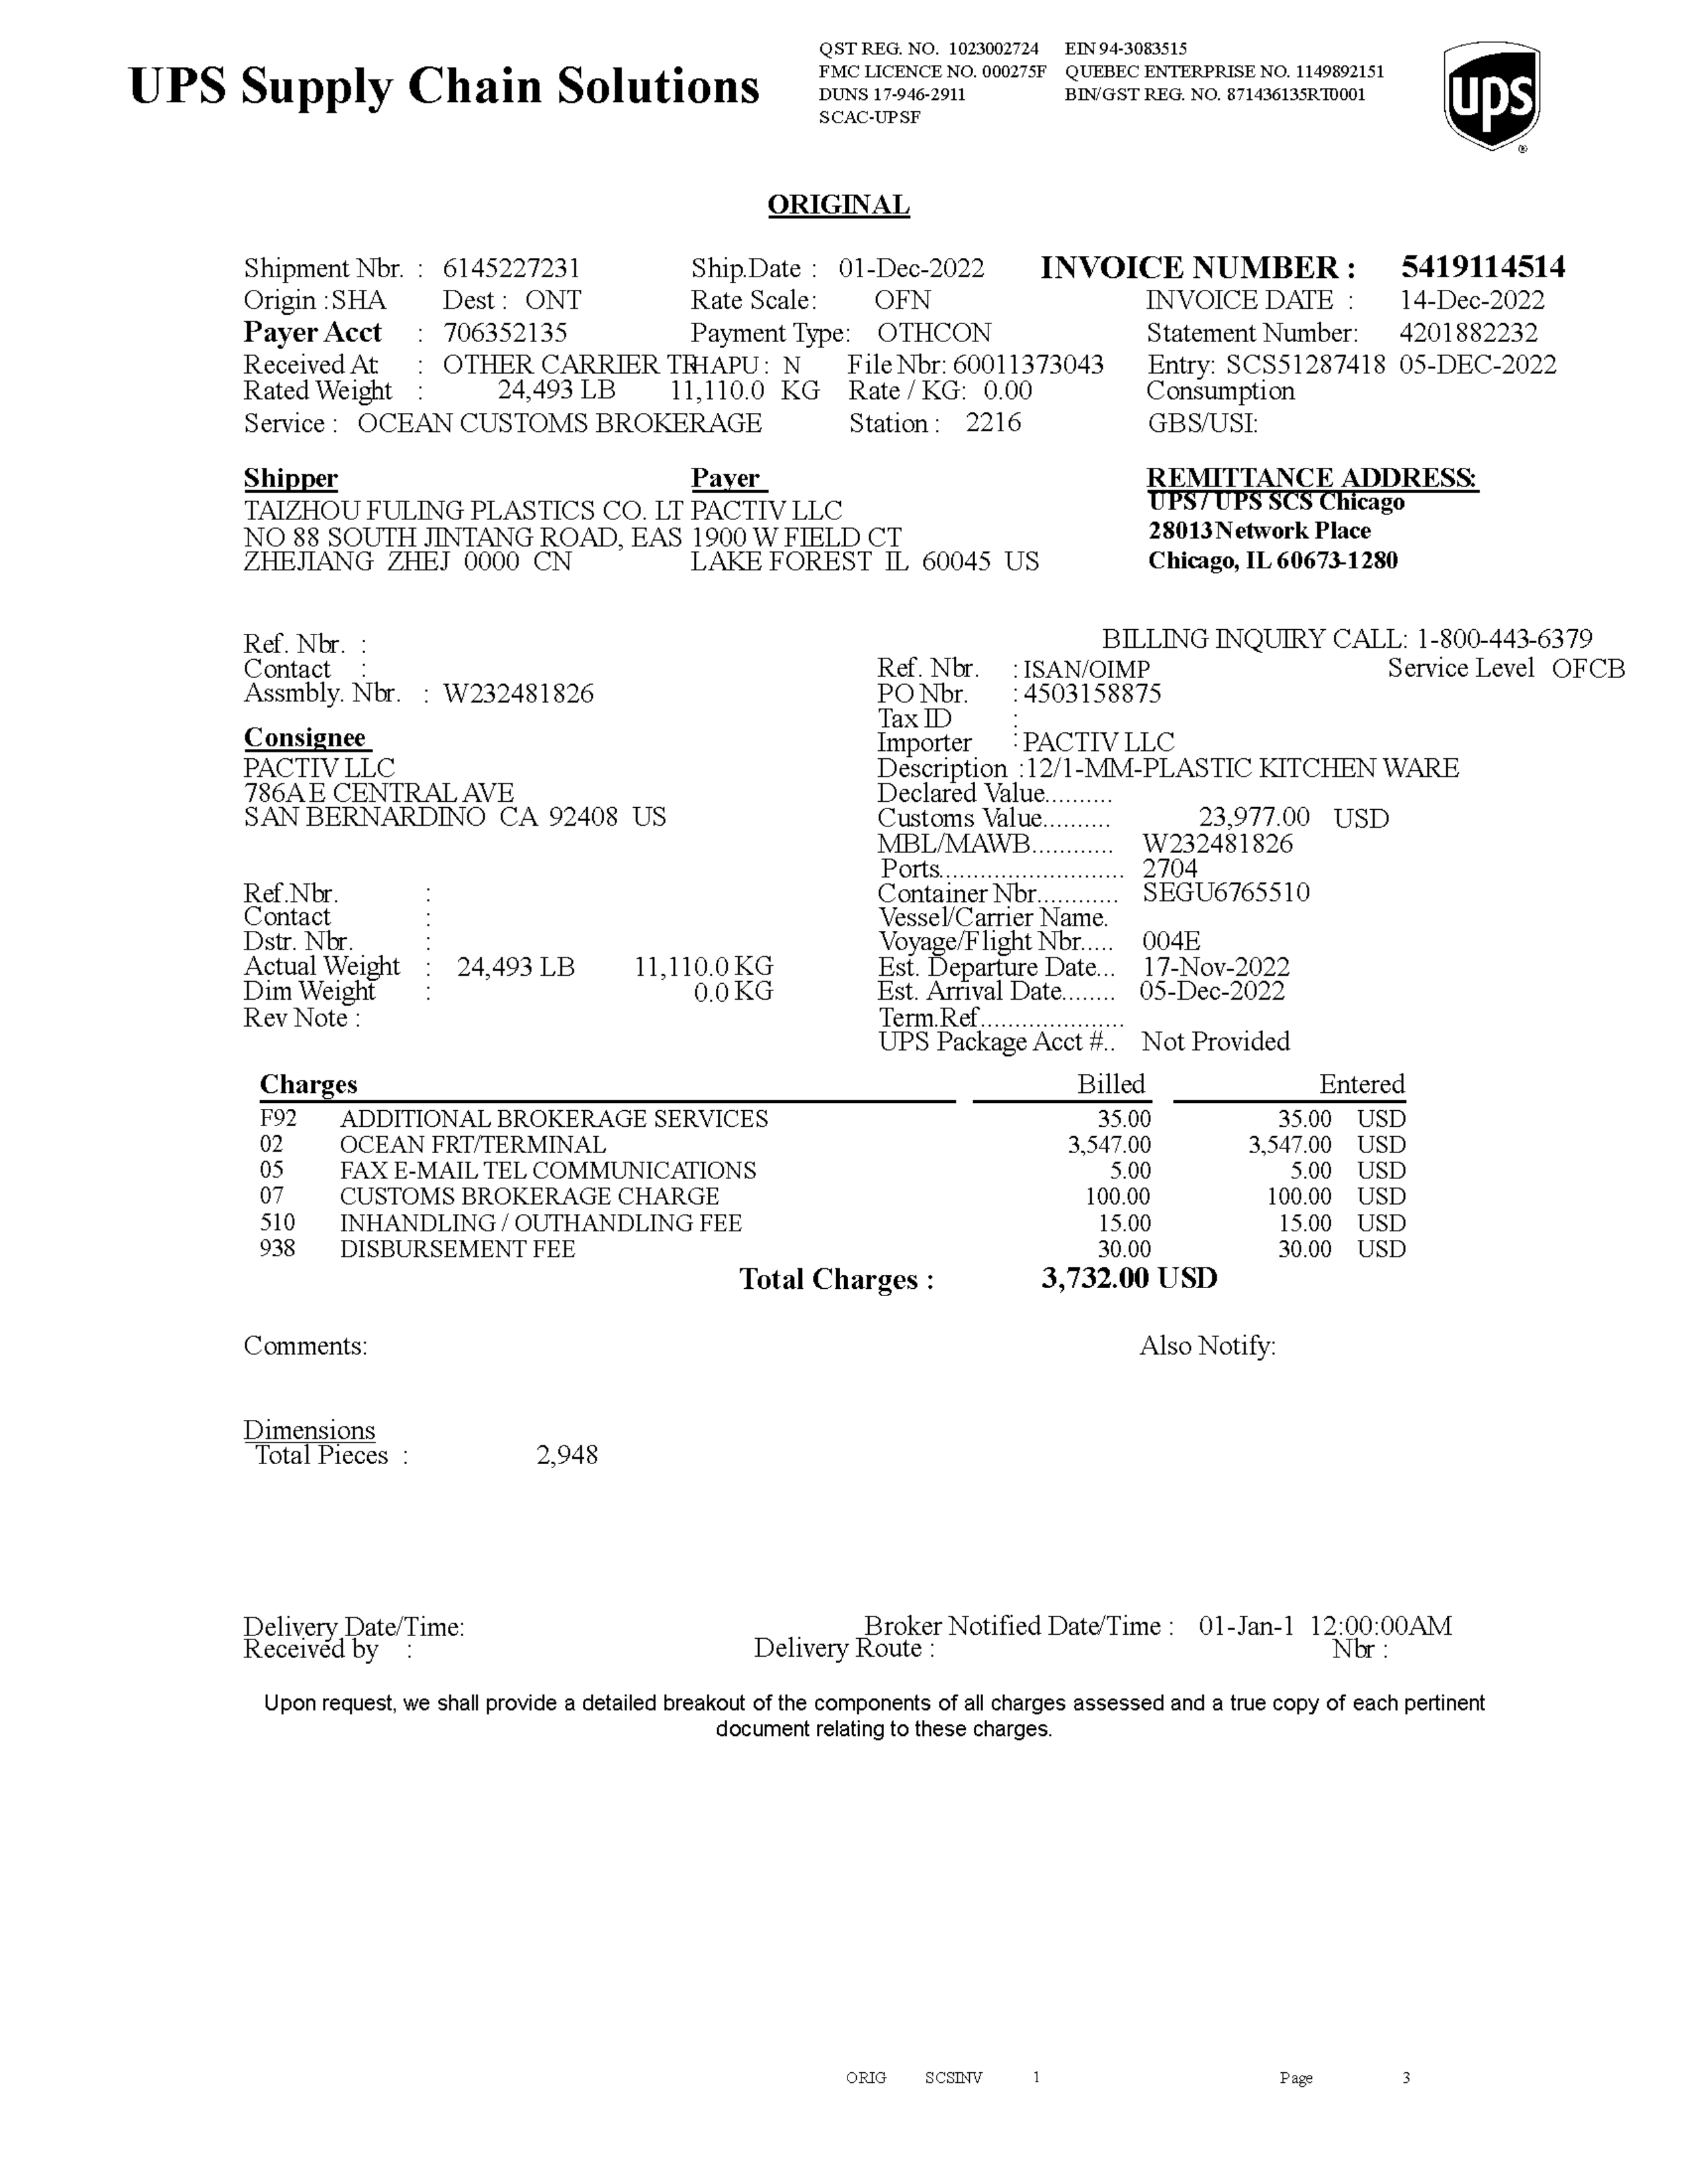 UPS Supply Chain Solutions
QST REG. NO. 1023002724 EIN 94-3083515
FMC LICENCE NO. 000275F QUEBEC ENTERPRISE NO. 1149892151
DUNS 17-946-2911 BIN/GST REG. NO. 871436135RT0001
SCAC-UPSF
ups
®
ORIGINAL
Shipment Nbr. : 6145227231 Ship.Date : 01-Dec-2022 INVOICE NUMBER : 5419114514
Origin :SHA Dest : ONT Rate Scale: OFN INVOICE DATE : 14-Dec-2022
Payer Acct : 706352135 Payment Type: OTHCON Statement Number: 4201882232
Received At : OTHER CARRIER TRHAPU : N File Nbr: 60011373043 Entry: SCS51287418 05-DEC-2022
Rated Weight : 24,493 LB 11,110.0 KG Rate / KG: 0.00 Consumption
Service : OCEAN CUSTOMS BROKERAGE Station : 2216 GBS/USI:
Shipper Payer REMITTANCE ADDRESS:
TAIZHOU FULING PLASTICS CO. LT PACTIV LLC UPS / UPS SCS Chicago
NO 88 SOUTH JINTANG ROAD, EAS 1900 W FIELD CT 28013 Network Place
ZHEJIANG ZHEJ 0000 CN LAKE FOREST IL 60045 US Chicago, IL 60673-1280
Ref. Nbr. : BILLING INQUIRY CALL: 1-800-443-6379
Contact : Ref. Nbr. : ISAN/OIMP Service Level OFCB
Assmbly. Nbr. : W232481826 PO Nbr. : 4503158875
Tax ID :
Consignee Importer : PACTIV LLC
PACTIV LLC Description :12/1-MM-PLASTIC KITCHEN WARE
786A E CENTRAL AVE Declared Value..........
SAN BERNARDINO CA 92408 US Customs Value.......... 23,977.00 USD
MBL/MAWB............ W232481826
Ports........................... 2704
Ref.Nbr. : Container Nbr............ SEGU6765510
Contact : Vessel/Carrier Name.
Dstr. Nbr. : Voyage/Flight Nbr..... 004E
Actual Weight : 24,493 LB 11,110.0 KG Est. Departure Date... 17-Nov-2022
Dim Weight : 0.0 KG Est. Arrival Date........ 05-Dec-2022
Rev Note : Term.Ref.....................
UPS Package Acct #.. Not Provided
Charges Billed Entered
F92 ADDITIONAL BROKERAGE SERVICES 35.00 35.00 USD
02 OCEAN FRT/TERMINAL 3,547.00 3,547.00 USD
05 FAX E-MAIL TEL COMMUNICATIONS 5.00 5.00 USD
07 CUSTOMS BROKERAGE CHARGE 100.00 100.00 USD
510 INHANDLING / OUTHANDLING FEE 15.00 15.00 USD
938 DISBURSEMENT FEE 30.00 30.00 USD
Total Charges : 3,732.00 USD
Comments: Also Notify:
Dimensions
Total Pieces : 2,948
Delivery Date/Time: Broker Notified Date/Time : 01-Jan-1 12:00:00AM
Received by : Delivery Route : Nbr :
Upon request, we shall provide a detailed breakout of the components of all charges assessed and a true copy of each pertinent
document relating to these charges.
ORIG SCSINV 1 Page 3